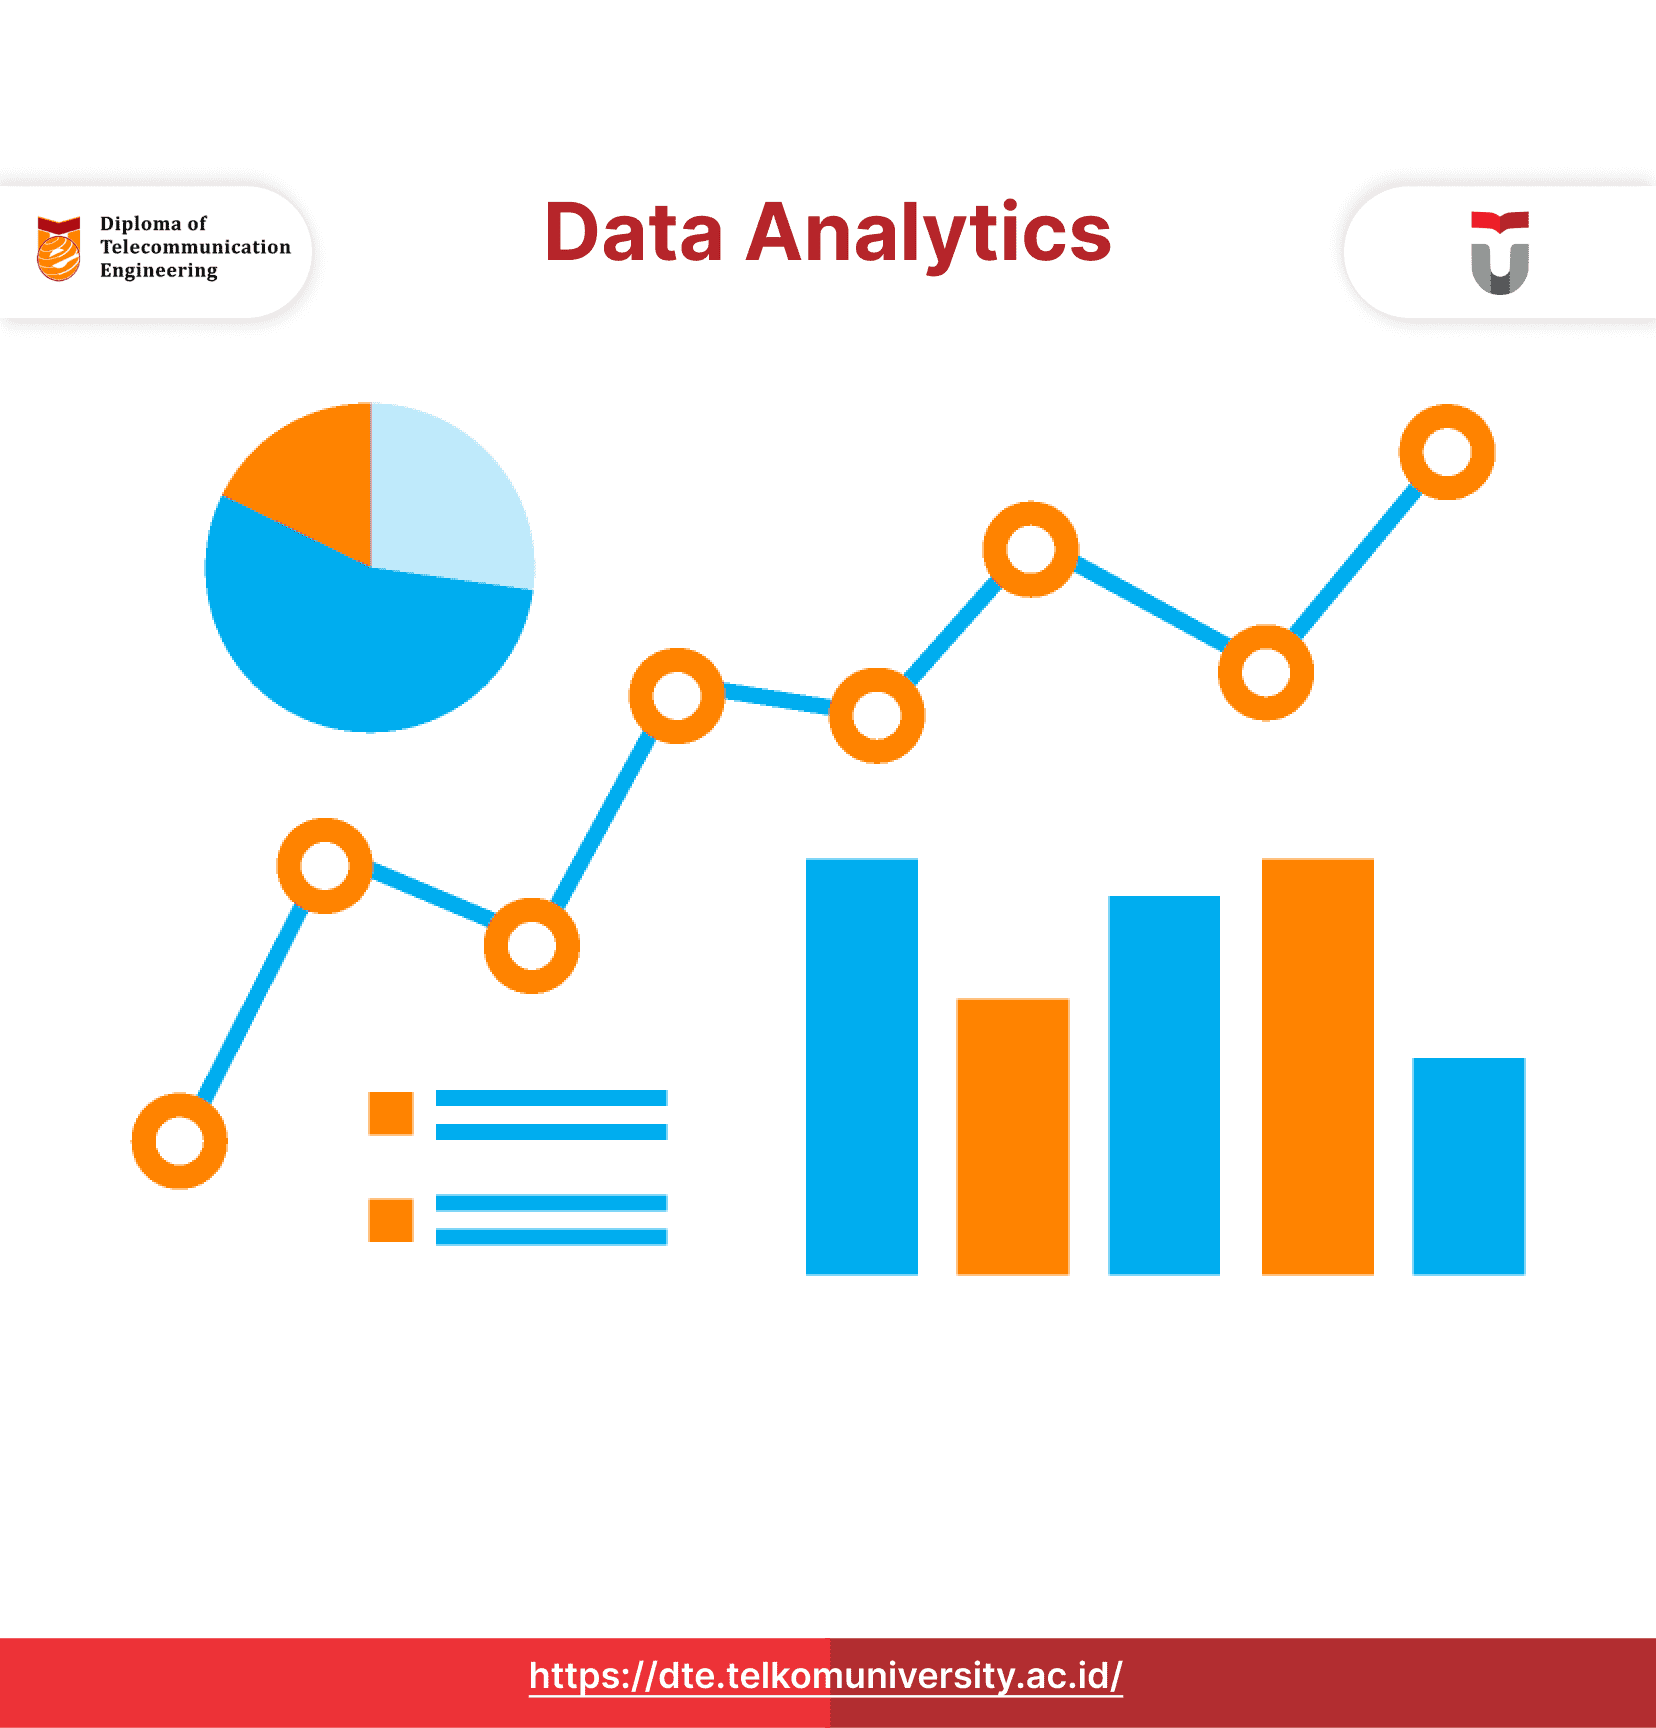 Diploma of
Telecommunication
Engineering
Data Analytics
https://dte.telkomuniversity.ac.id/